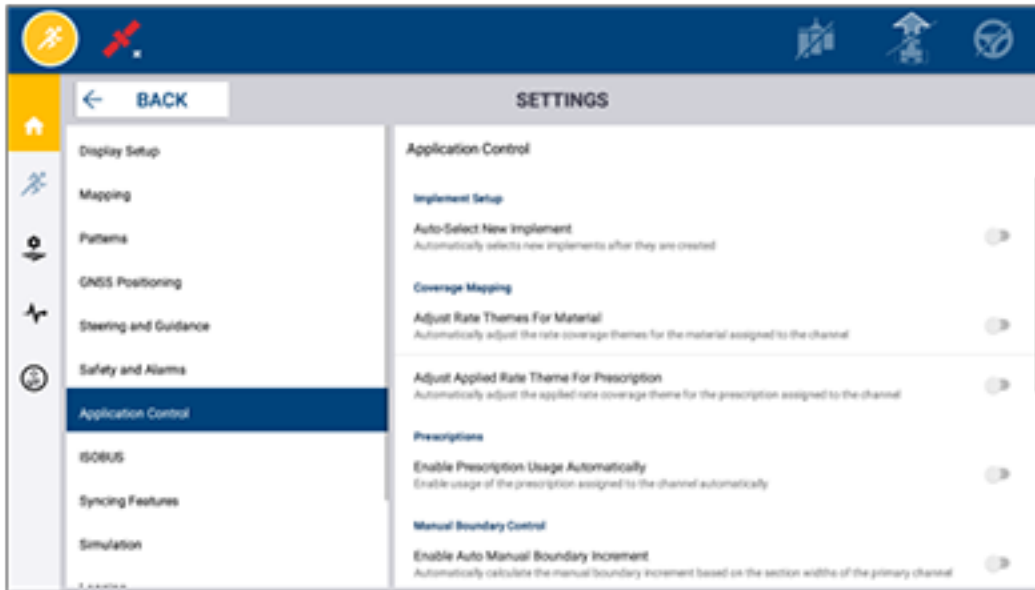 BACK
SETTINGS
Display Setup
Mapping
Patterns
GNSS Positioning
Steering and Guidance
Safety and Alarms
Application Control
ISOBUS
Syncing Features
Simulation
Application Control
Implement Setup
Auto-Select New Implement
Automatically selects new implements after they are created
Coverage Mapping
Adjust Rate Themes For Material
Automatically adjust the rate coverage themes for the material assigned to the channel
Adjust Applied Rate Theme For Prescription
Automatically adjust the applied rate coverage theme for the prescription assigned to the channel
Prescriptions
Enable Prescription Usage Automatically
Enable usage of the prescription assigned to the channel automatically
Manual Boundary Control
Enable Auto Manual Boundary Increment
Automatically calculate the manual boundary increment based on the section widths of the primary channel